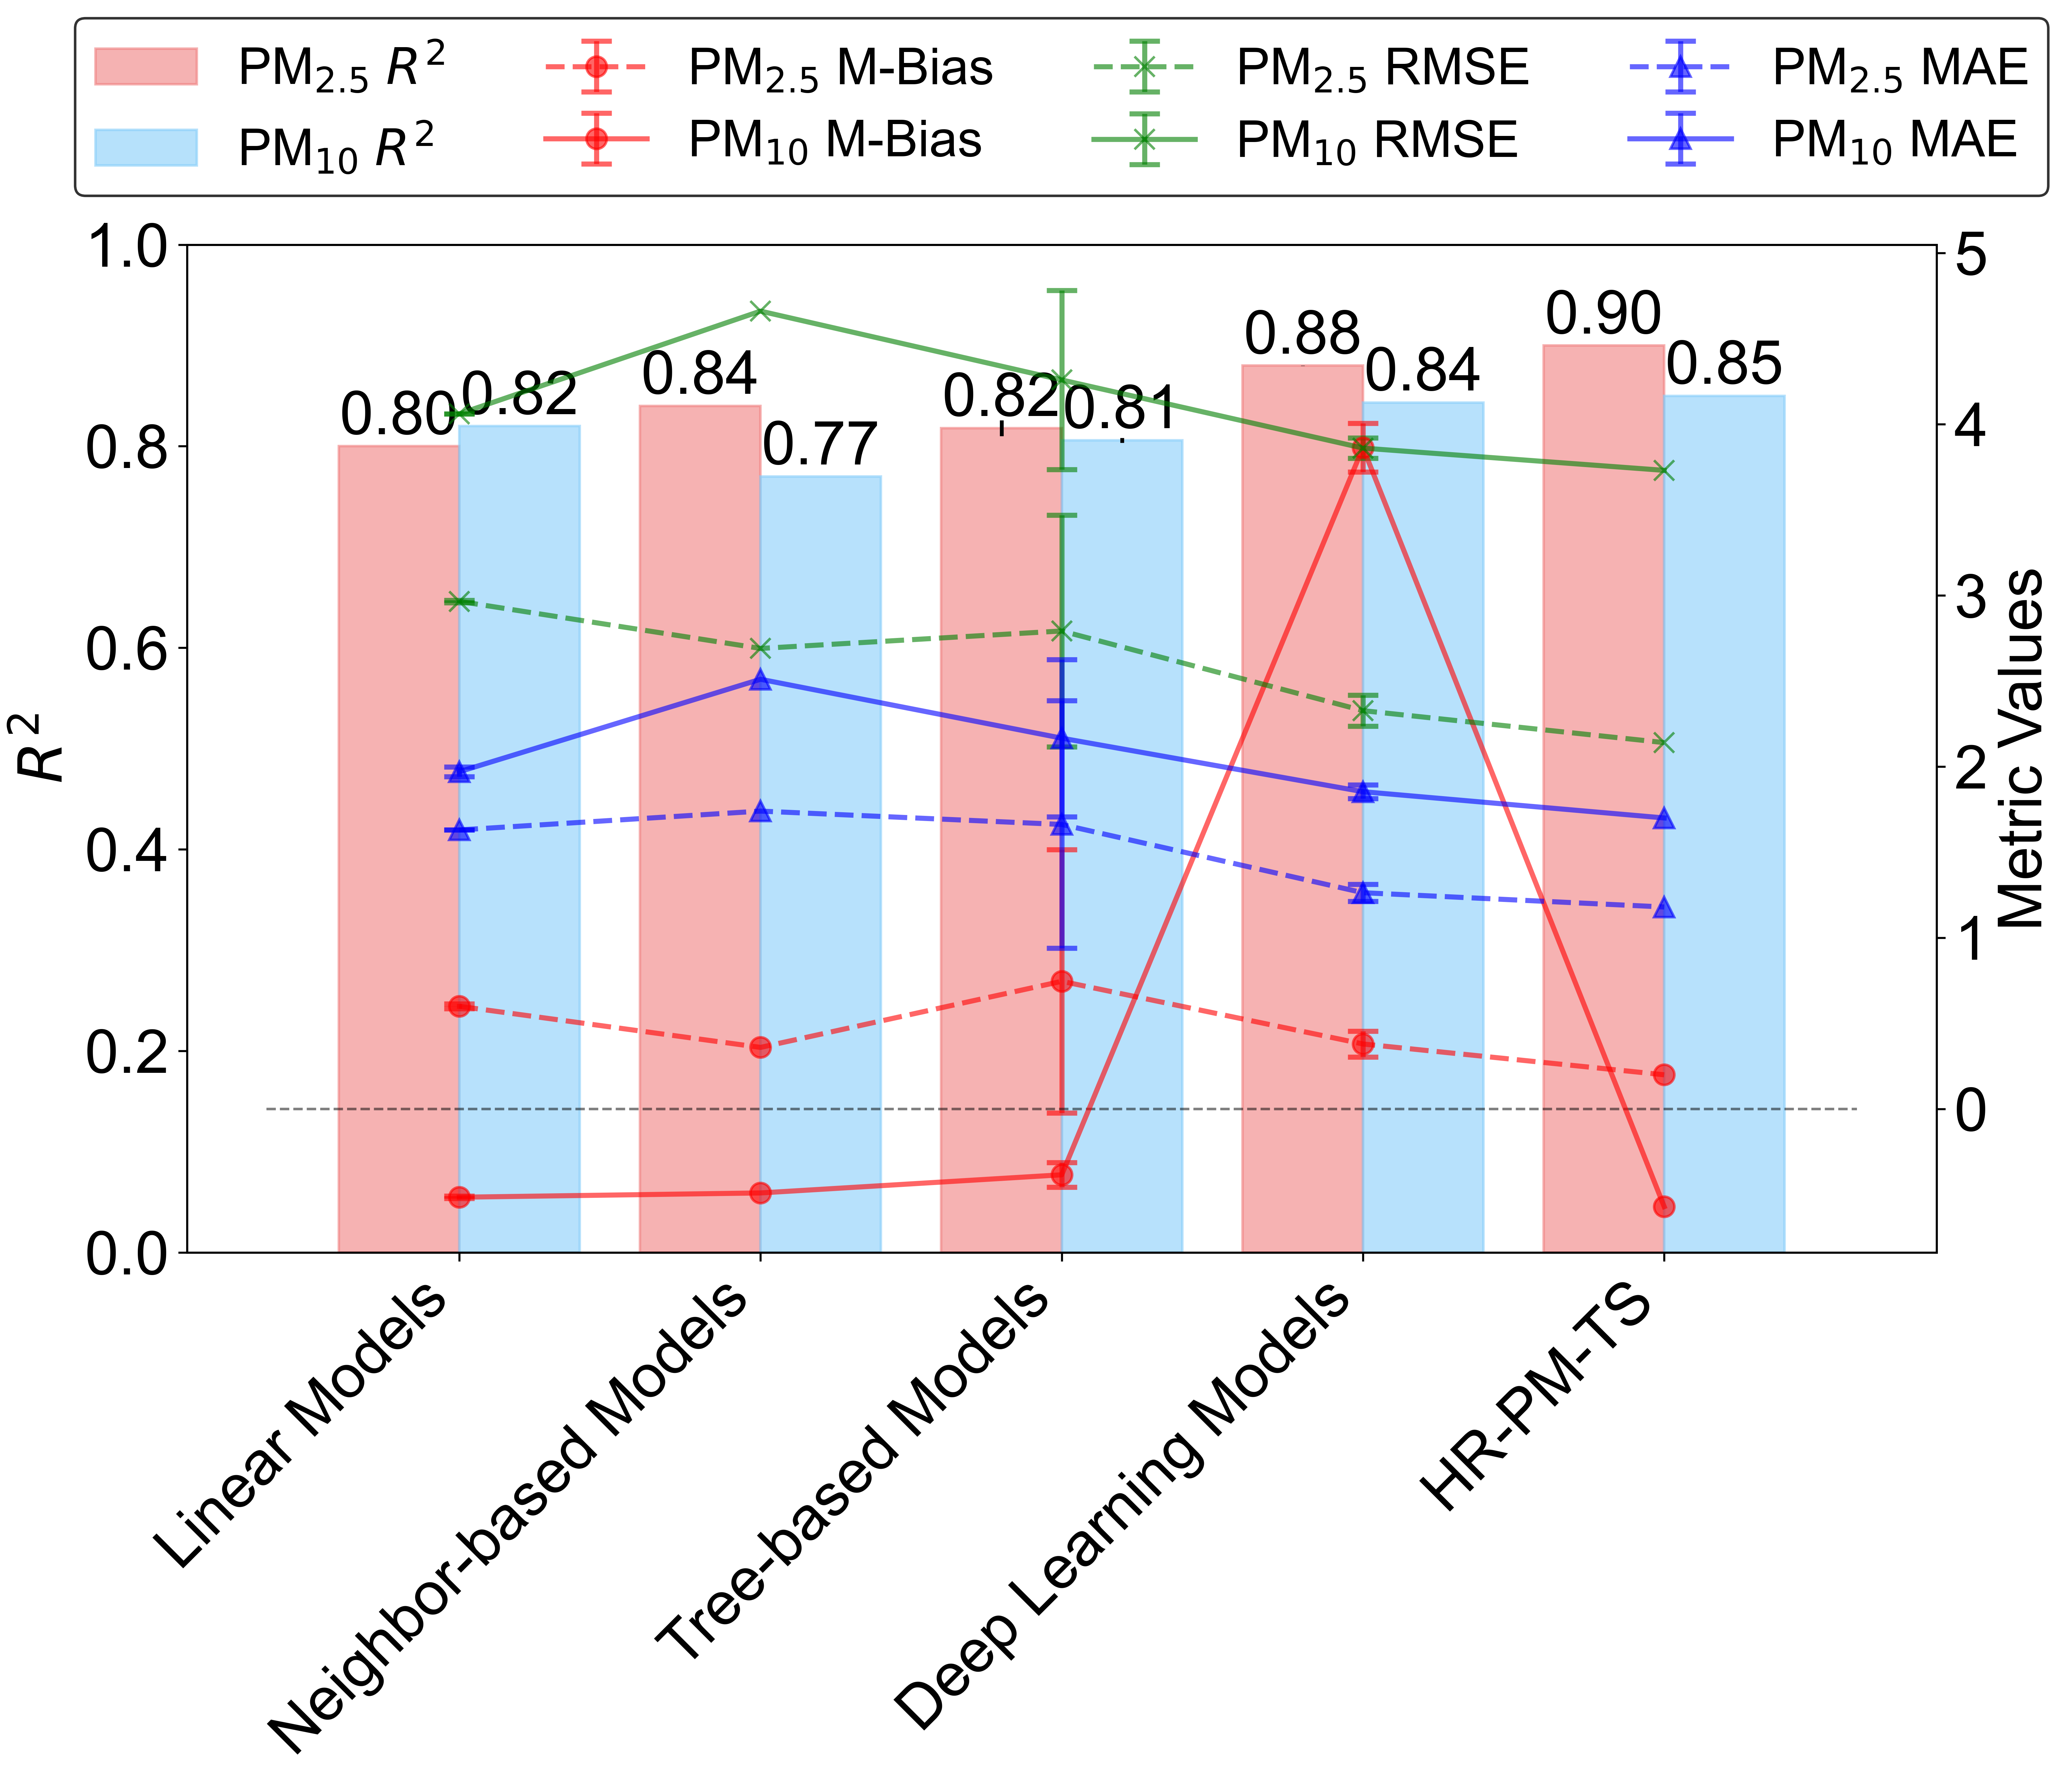 PM2.5 R2
PM2.5 M-Bias
PM2.5 RMSE
PM2.5 MAE
PM10 R2
PM10 M-Bias
PM10 RMSE
PM10 MAE
1.0
0.8
0.6
0.4
0.2
0.0
R2
0.80
0.82
0.84
0.77
0.82
0.81
0.88
0.84
0.90
0.85
5
4
3
2
1
0
Metric Values
Linear Models
Neighbor-based Models
Tree-based Models
Deep Learning Models
HR-PM-TS